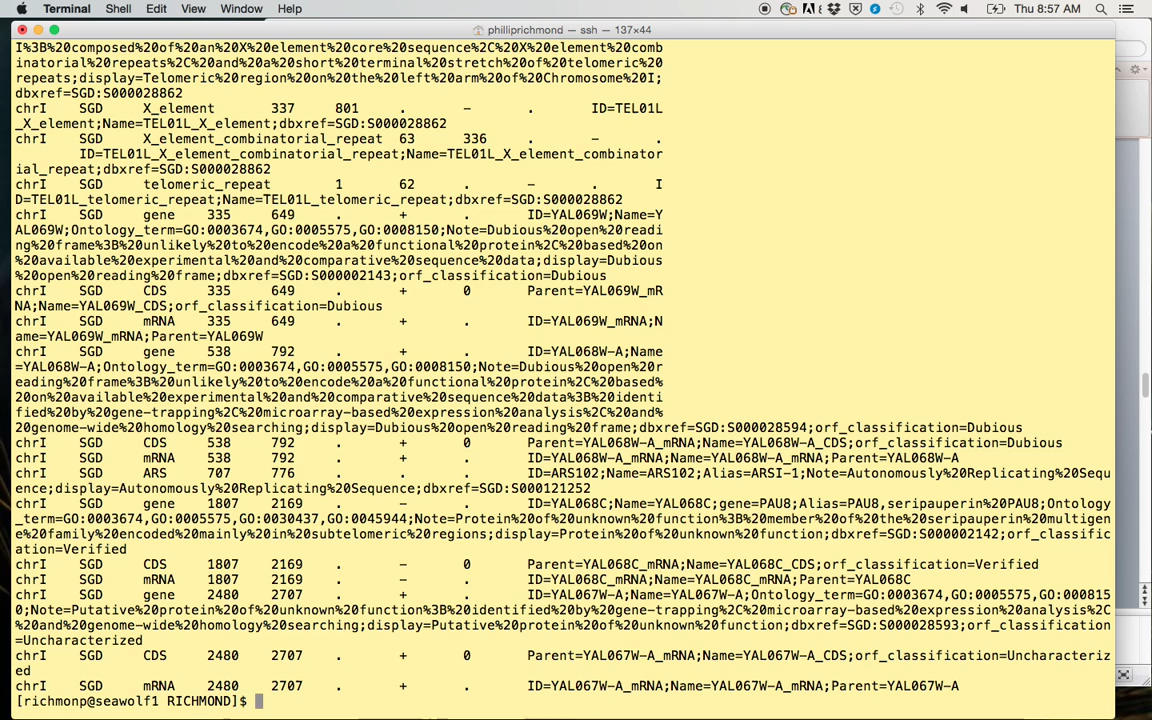 Terminal Shell Edit View Window Help Thu 8:57 AM
philliprichmond — ssh — 137×44
I%3B%20composed%20of%20an%20X%20element%20core%20sequence%2C%20X%20element%20comb
inatorial%20repeats%2C%20and%20a%20short%20terminal%20stretch%20of%20telomeric%20
repeats;display=Telomeric%20region%20on%20the%20left%20arm%20of%20Chromosome%20I;
dbxref=SGD:S000028862
chrI SGD X_element 337 801 . - . ID=TEL01L
_X_element;Name=TEL01L_X_element;dbxref=SGD:S000028862
chrI SGD X_element_combinatorial_repeat 63 336 . - .
ID=TEL01L_X_element_combinatorial_repeat;Name=TEL01L_X_element_combinator
ial_repeat;dbxref=SGD:S000028862
chrI SGD telomeric_repeat 1 62 . - . I
D=TEL01L_telomeric_repeat;Name=TEL01L_telomeric_repeat;dbxref=SGD:S000028862
chrI SGD gene 335 649 . + . ID=YAL069W;Name=Y
AL069W;Ontology_term=GO:0003674,GO:0005575,GO:0008150;Note=Dubious%20open%20readi
ng%20frame%3B%20unlikely%20to%20encode%20a%20functional%20protein%2C%20based%20on
%20available%20experimental%20and%20comparative%20sequence%20data;display=Dubious
%20open%20reading%20frame;dbxref=SGD:S000002143;orf_classification=Dubious
chrI SGD CDS 335 649 . + 0 Parent=YAL069W_mR
NA;Name=YAL069W_CDS;orf_classification=Dubious
chrI SGD mRNA 335 649 . + . ID=YAL069W_mRNA;N
ame=YAL069W_mRNA;Parent=YAL069W
chrI SGD gene 538 792 . + . ID=YAL068W-A;Name
=YAL068W-A;Ontology_term=GO:0003674,GO:0005575,GO:0008150;Note=Dubious%20open%20r
eading%20frame%3B%20unlikely%20to%20encode%20a%20functional%20protein%2C%20based%
20on%20available%20experimental%20and%20comparative%20sequence%20data%3B%20identi
fied%20by%20gene-trapping%2C%20microarray-based%20expression%20analysis%2C%20and%
20genome-wide%20homology%20searching;display=Dubious%20open%20reading%20frame;dbxref=SGD:S000028594;orf_classification=Dubious
chrI SGD CDS 538 792 . + 0 Parent=YAL068W-A_mRNA;Name=YAL068W-A_CDS;orf_classification=Dubious
chrI SGD mRNA 538 792 . + . ID=YAL068W-A_mRNA;Name=YAL068W-A_mRNA;Parent=YAL068W-A
chrI SGD ARS 707 776 . . . ID=ARS102;Name=ARS102;Alias=ARSI-1;Note=Autonomously%20Replicating%20Sequ
ence;display=Autonomously%20Replicating%20Sequence;dbxref=SGD:S000121252
chrI SGD gene 1807 2169 . - . ID=YAL068C;Name=YAL068C;gene=PAU8;Alias=PAU8,seripauperin%20PAU8;Ontology
_term=GO:0003674,GO:0005575,GO:0030437,GO:0045944;Note=Protein%20of%20unknown%20function%3B%20member%20of%20the%20seripauperin%20multigen
e%20family%20encoded%20mainly%20in%20subtelomeric%20regions;display=Protein%20of%20unknown%20function;dbxref=SGD:S000002142;orf_classific
ation=Verified
chrI SGD CDS 1807 2169 . - 0 Parent=YAL068C_mRNA;Name=YAL068C_CDS;orf_classification=Verified
chrI SGD mRNA 1807 2169 . - . ID=YAL068C_mRNA;Name=YAL068C_mRNA;Parent=YAL068C
chrI SGD gene 2480 2707 . + . ID=YAL067W-A;Name=YAL067W-A;Ontology_term=GO:0003674,GO:0005575,GO:000815
0;Note=Putative%20protein%20of%20unknown%20function%3B%20identified%20by%20gene-trapping%2C%20microarray-based%20expression%20analysis%2C
%20and%20genome-wide%20homology%20searching;display=Putative%20protein%20of%20unknown%20function;dbxref=SGD:S000028593;orf_classification
=Uncharacterized
chrI SGD CDS 2480 2707 . + 0 Parent=YAL067W-A_mRNA;Name=YAL067W-A_CDS;orf_classification=Uncharacteriz
ed
chrI SGD mRNA 2480 2707 . + . ID=YAL067W-A_mRNA;Name=YAL067W-A_mRNA;Parent=YAL067W-A
[richmonp@seawolf1 RICHMOND]$